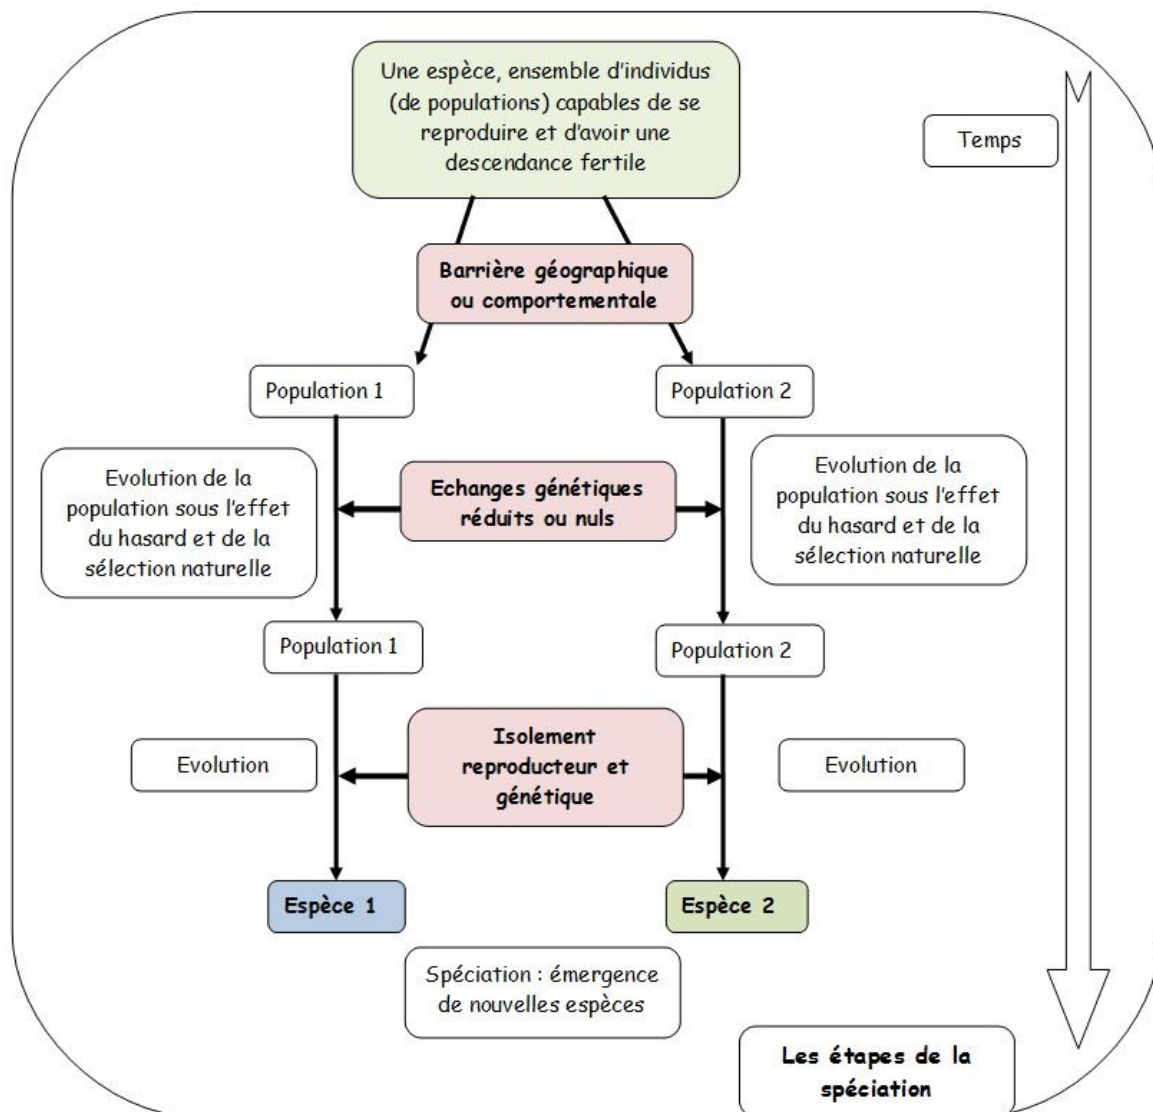 Une espèce, ensemble d'individus
(de populations) capables de se
reproduire et d'avoir une
descendance fertile
Temps
Barrière géographique
ou comportementale
Population 1
Population 2
Evolution de la
population sous l'effet
du hasard et de la
sélection naturelle
Echanges génétiques
réduits ou nuls
Evolution de la
population sous l'effet
du hasard et de la
sélection naturelle
Population 1
Population 2
Evolution
Isolement
reproducteur et
génétique
Evolution
Espèce 1
Espèce 2
Spéciation : émergence
de nouvelles espèces
Les étapes de la
spéciation